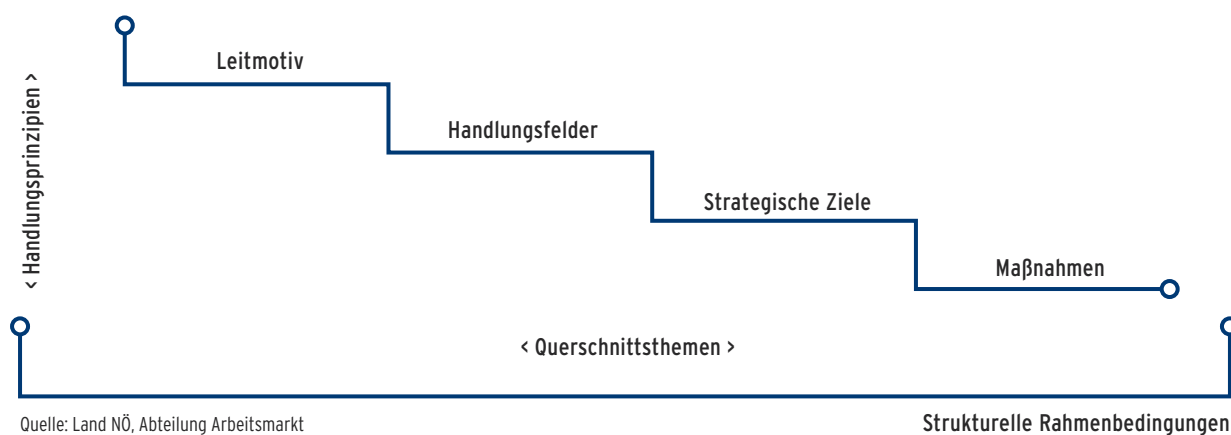 Leitmotiv
Handlungsfelder
Strategische Ziele
Maßnahmen
< Handlungsprinzipien >
< Querschnittsthemen >
Quelle: Land NÖ, Abteilung Arbeitsmarkt
Strukturelle Rahmenbedingungen